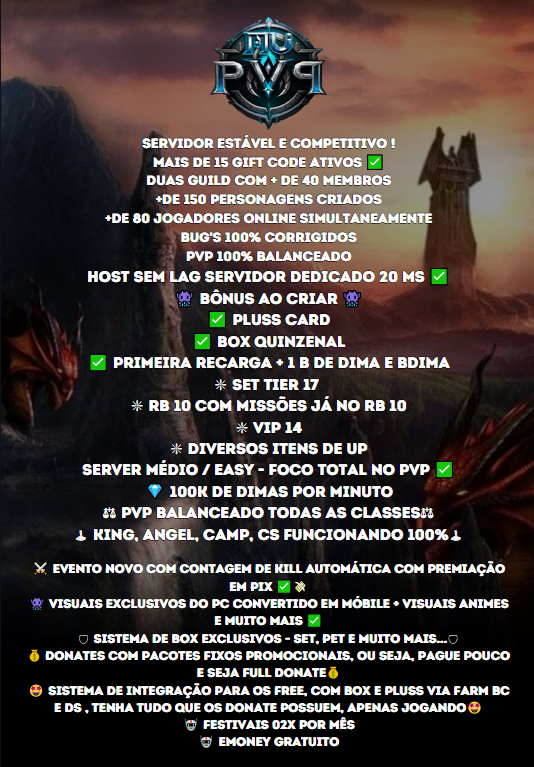 MU
PVP
SERVIDOR ESTÁVEL E COMPETITIVO !
MAIS DE 15 GIFT CODE ATIVOS ✅
DUAS GUILD COM + DE 40 MEMBROS
+DE 150 PERSONAGENS CRIADOS
+DE 80 JOGADORES ONLINE SIMULTANEAMENTE
BUG'S 100% CORRIGIDOS
PVP 100% BALANCEADO
HOST SEM LAG SERVIDOR DEDICADO 20 MS ✅
👾 BÔNUS AO CRIAR 👾
✅ PLUSS CARD
✅ BOX QUINZENAL
✅ PRIMEIRA RECARGA + 1 B DE DIMA E BDIMA
✳ SET TIER 17
✳ RB 10 COM MISSÕES JÁ NO RB 10
✳ VIP 14
✳ DIVERSOS ITENS DE UP
SERVER MÉDIO / EASY - FOCO TOTAL NO PVP ✅
💎 100K DE DIMAS POR MINUTO
⚖ PVP BALANCEADO TODAS AS CLASSES⚖
🕹 KING, ANGEL, CAMP, CS FUNCIONANDO 100%🕹
⚔ EVENTO NOVO COM CONTAGEM DE KILL AUTOMÁTICA COM PREMIAÇÃO
EM PIX ✅ 💸
👾 VISUAIS EXCLUSIVOS DO PC CONVERTIDO EM MÓBILE + VISUAIS ANIMES
E MUITO MAIS ✅
🛡 SISTEMA DE BOX EXCLUSIVOS - SET, PET E MUITO MAIS...🛡
💰 DONATES COM PACOTES FIXOS PROMOCIONAIS, OU SEJA, PAGUE POUCO
E SEJA FULL DONATE💰
🤩 SISTEMA DE INTEGRAÇÃO PARA OS FREE, COM BOX E PLUSS VIA FARM BC
E DS , TENHA TUDO QUE OS DONATE POSSUEM, APENAS JOGANDO🤩
💀 FESTIVAIS 02X POR MÊS
💀 EMONEY GRATUITO